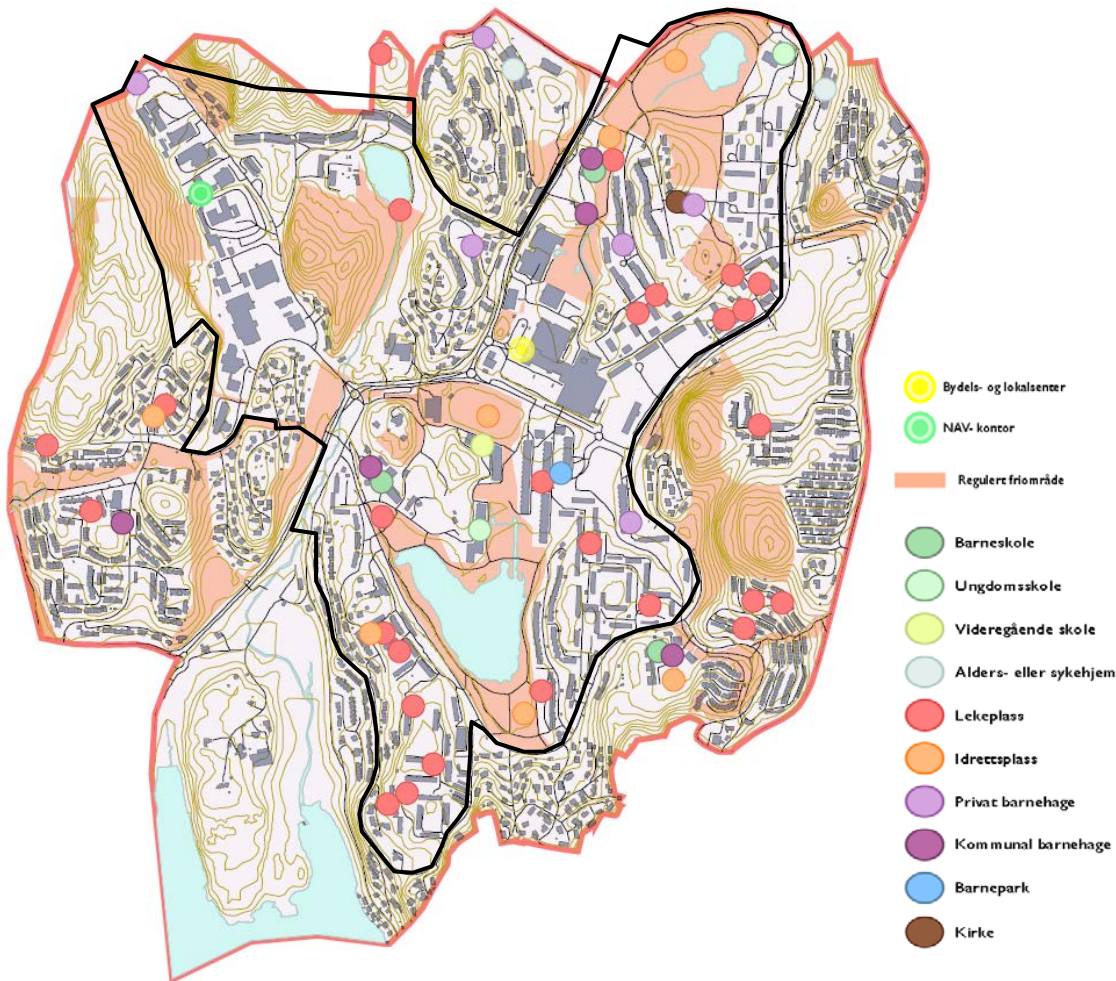 Bydels- og lokalsenter
NAV- kontor
Regulert friområde
Barneskole
Ungdomsskole
Videregående skole
Alders- eller sykehjem
Lekeplass
Idrettsplass
Privat barnehage
Kommunal barnehage
Barnepark
Kirke